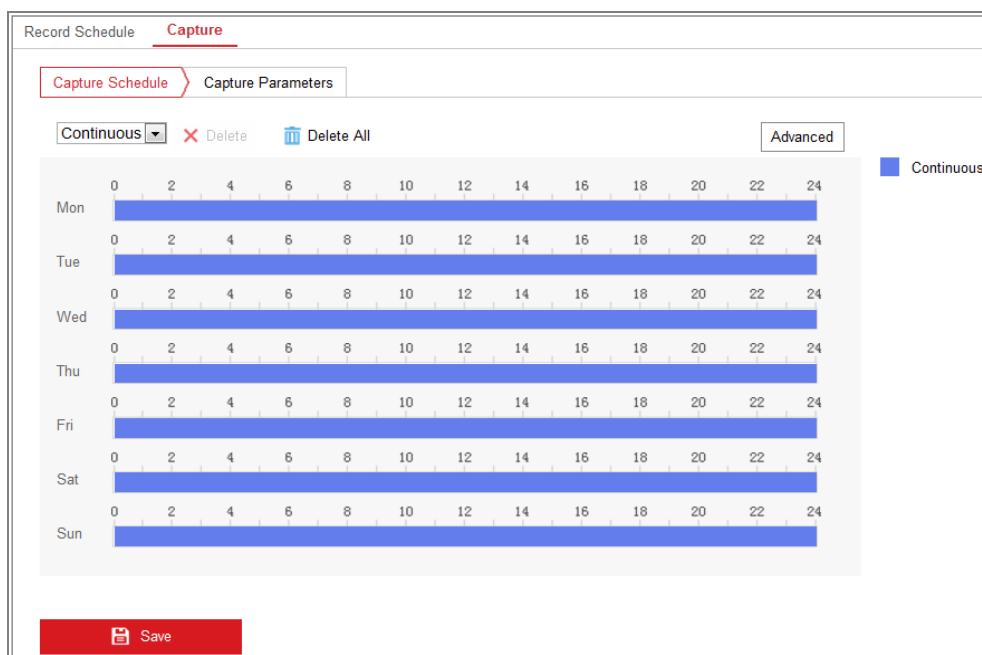 Record Schedule Capture
Capture Schedule Capture Parameters
Continuous Delete Delete All Advanced
Continuous
0 2 4 6 8 10 12 14 16 18 20 22 24
Mon
0 2 4 6 8 10 12 14 16 18 20 22 24
Tue
0 2 4 6 8 10 12 14 16 18 20 22 24
Wed
0 2 4 6 8 10 12 14 16 18 20 22 24
Thu
0 2 4 6 8 10 12 14 16 18 20 22 24
Fri
0 2 4 6 8 10 12 14 16 18 20 22 24
Sat
0 2 4 6 8 10 12 14 16 18 20 22 24
Sun
Save